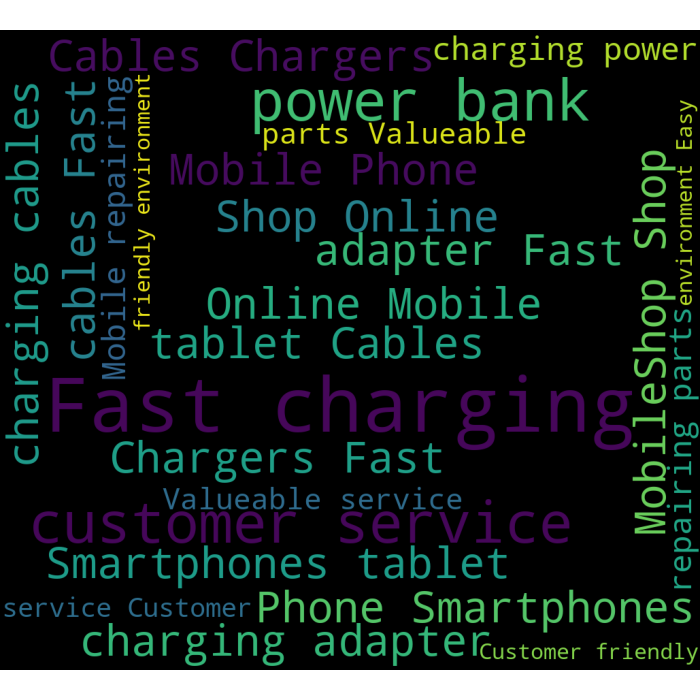 Cables Chargers
charging power
power bank
parts Valueable
Mobile Phone
Shop Online
adapter Fast
Online Mobile
tablet Cables
Fast charging
Chargers Fast
Valueable service
customer service
Smartphones tablet
service Customer
Phone Smartphones
charging adapter
Customer friendly
charging cables
cables Fast
Mobile repairing
friendly environment
MobileShop Shop
environment Easy
repairing parts